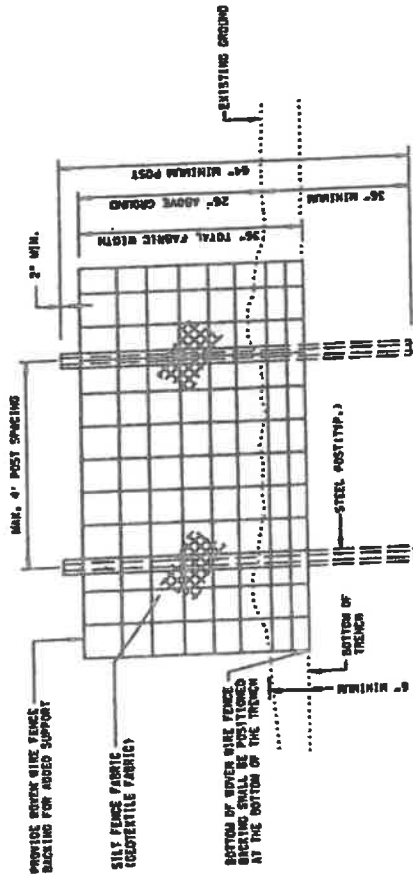 MAX. 4' POST SPACING
2" MIN.
PROVIDE WOVEN WIRE FENCE
BACKING FOR ADDED SUPPORT
SILT FENCE FABRIC
(GEOTEXTILE FABRIC)
BOTTOM OF WOVEN WIRE FENCE
BACKING SHALL BE POSITIONED
AT THE BOTTOM OF THE TRENCH
36" TOTAL FABRIC WIDTH
26" ABOVE GROUND
36" MINIMUM
64" MINIMUM POST
EXISTING GROUND
STEEL POST(TYP.)
BOTTOM OF
TRENCH
6" MINIMUM